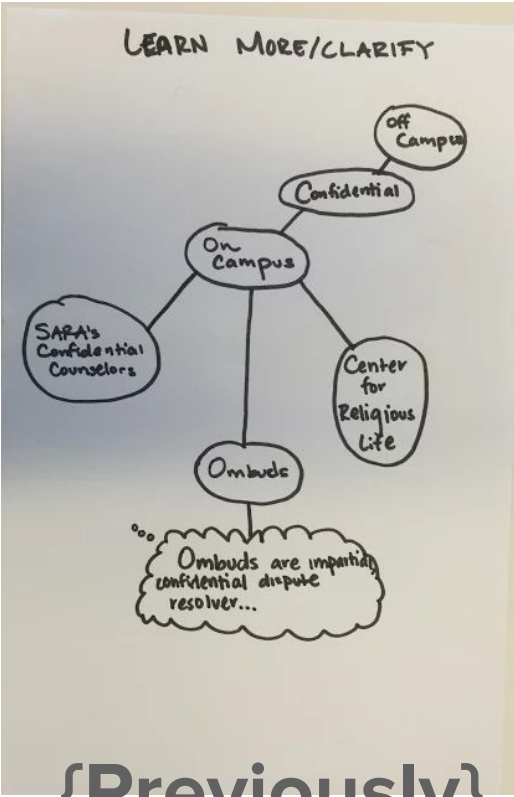 LEARN MORE/CLARIFY
Off
Campus
Confidential
On
Campus
SARA's
Confidential
Counselors
Center
for
Religious
Life
Ombuds
Ombuds are impartial,
confidential dispute
resolver...
{Previously}